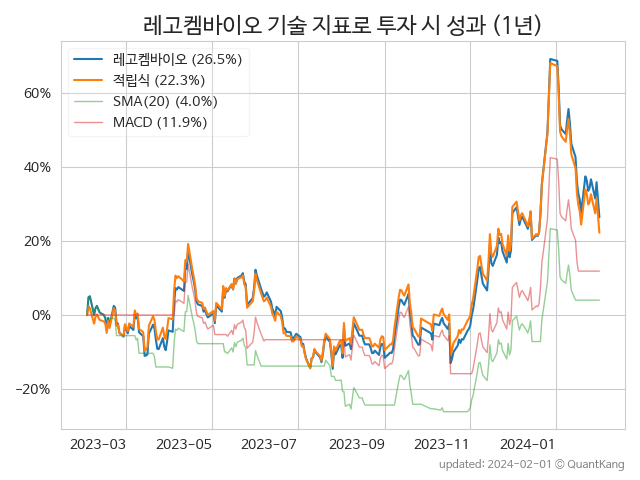 레고켐바이오 기술 지표로 투자 시 성과 (1년)
레고켐바이오 (26.5%)
적립식 (22.3%)
SMA(20) (4.0%)
MACD (11.9%)
60%
40%
20%
0%
−20%
2023-03 2023-05 2023-07 2023-09 2023-11 2024-01
updated: 2024-02-01 © QuantKang